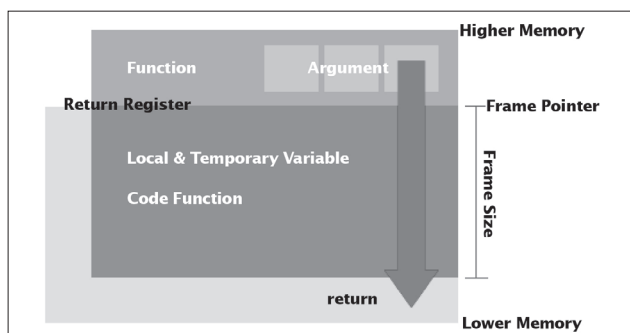 Higher Memory
Function
Argument
Return Register
Frame Pointer
Local & Temporary Variable
Code Function
Frame Size
return
Lower Memory